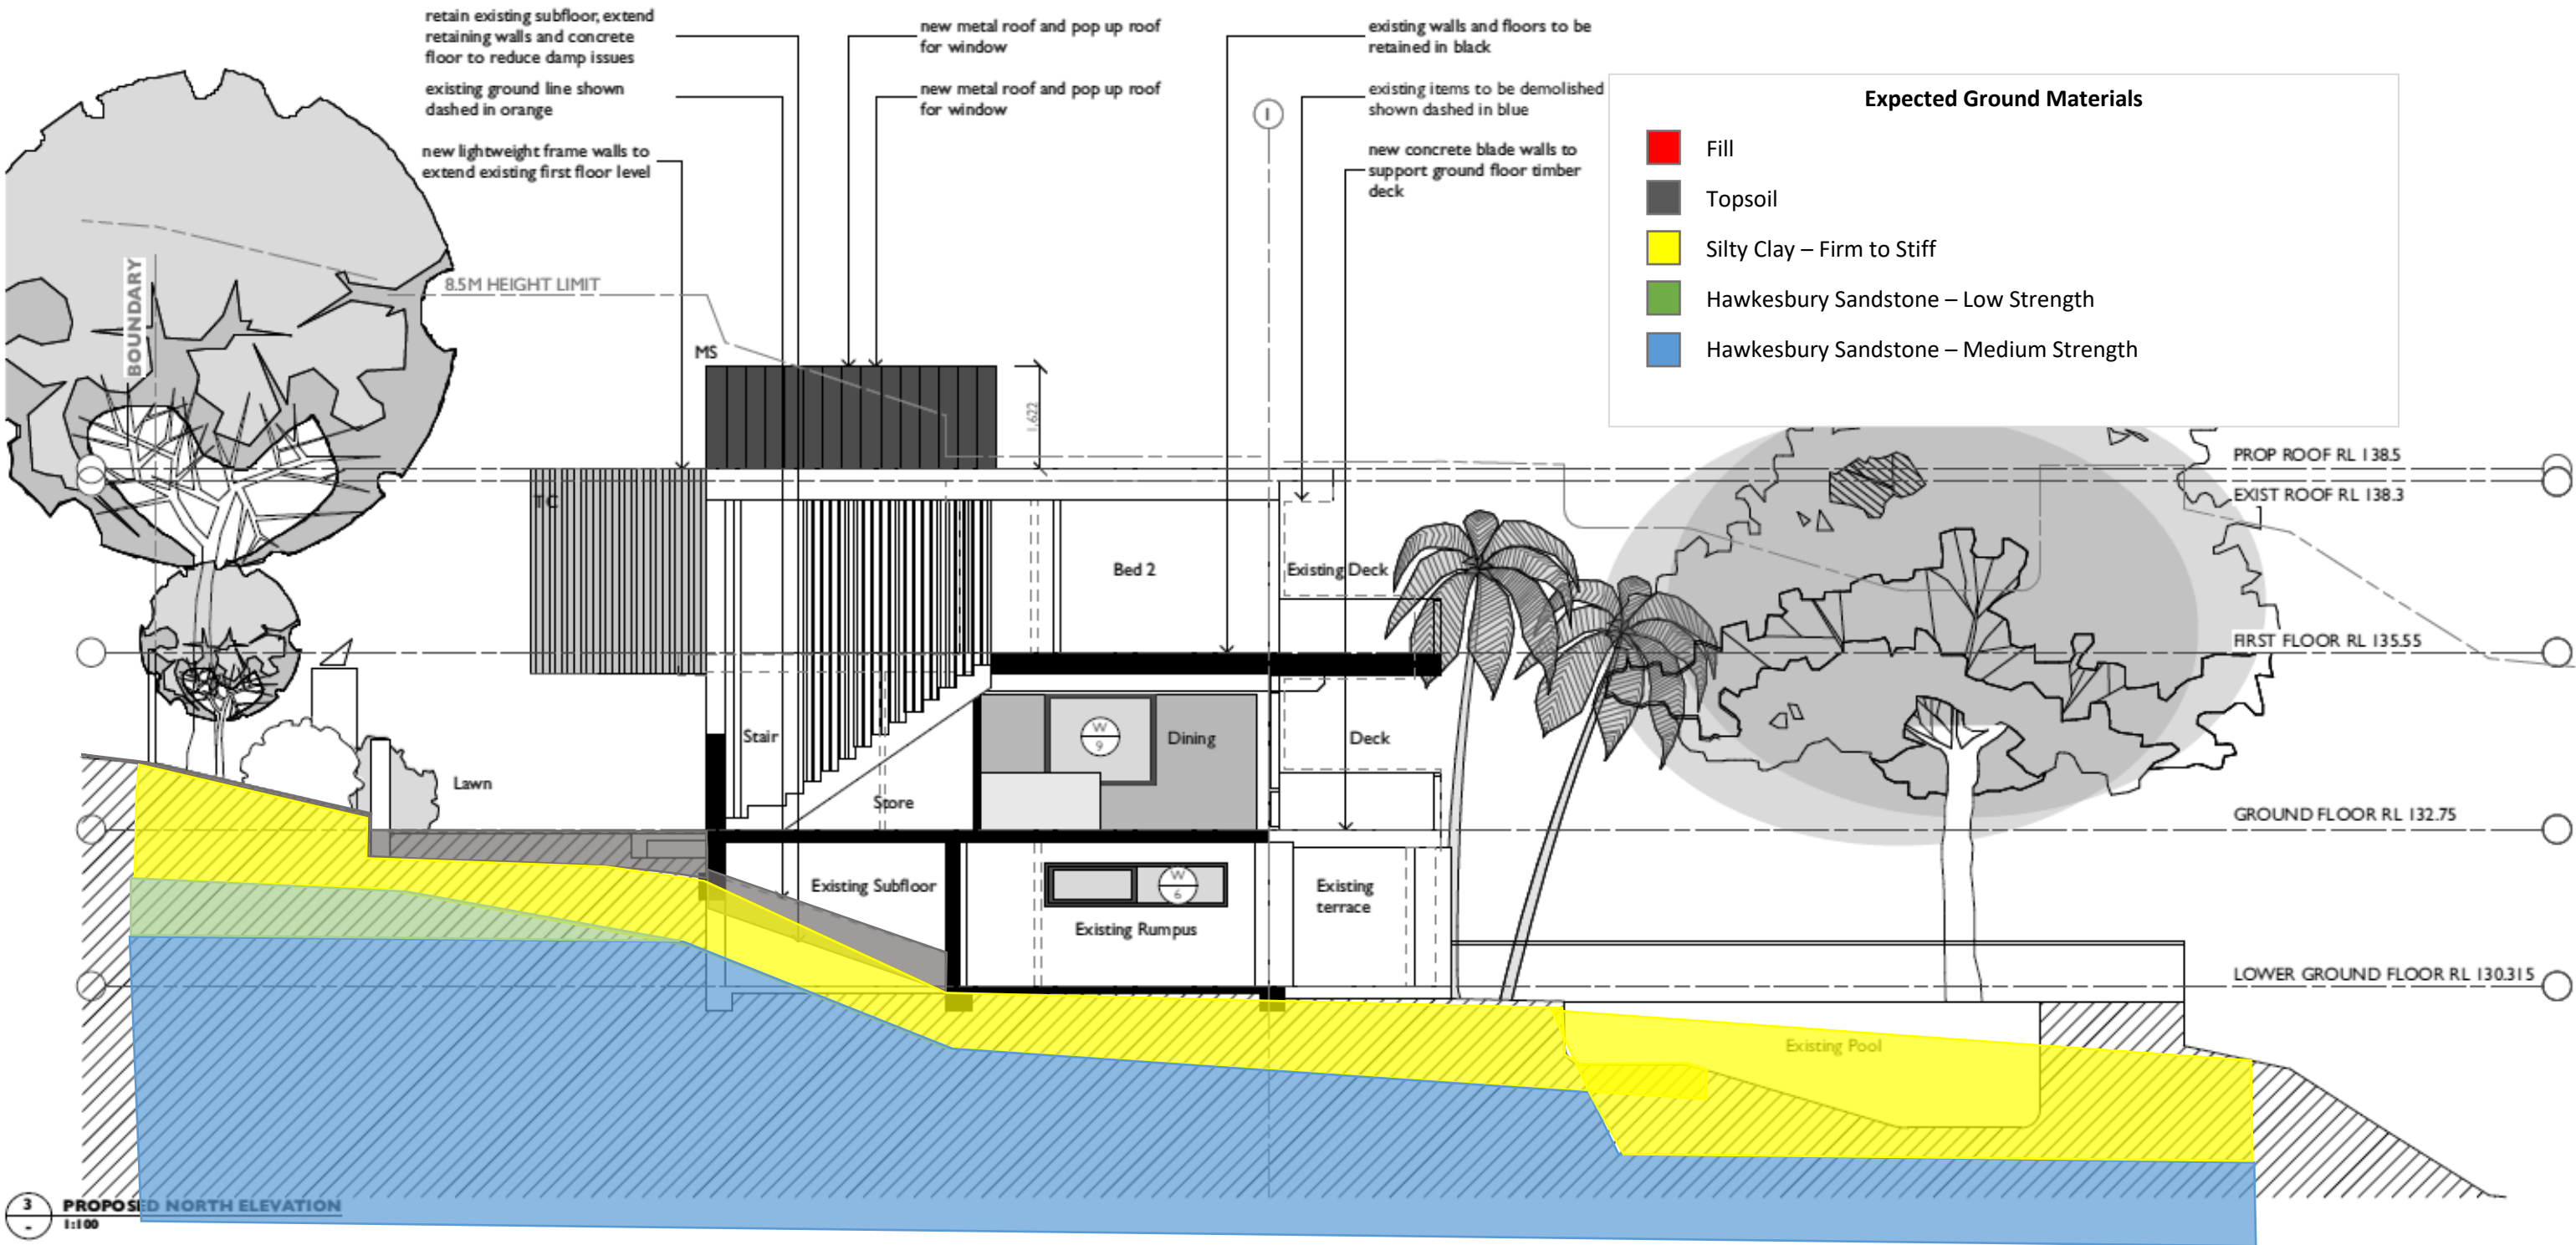 retain existing subfloor, extend
retaining walls and concrete
floor to reduce damp issues
existing ground line shown
dashed in orange
new lightweight frame walls to
extend existing first floor level
new metal roof and pop up roof
for window
new metal roof and pop up roof
for window
existing walls and floors to be
retained in black
existing items to be demolished
shown dashed in blue
new concrete blade walls to
support ground floor timber
deck
1
Expected Ground Materials
Fill
Topsoil
Silty Clay – Firm to Stiff
Hawkesbury Sandstone – Low Strength
Hawkesbury Sandstone – Medium Strength
BOUNDARY
8.5M HEIGHT LIMIT
MS
1,622
TC
PROP ROOF RL 138.5
EXIST ROOF RL 138.3
Bed 2
Existing Deck
FIRST FLOOR RL 135.55
Stair
W
9
Dining
Deck
Lawn
Store
GROUND FLOOR RL 132.75
Existing Subfloor
W
6
Existing
terrace
Existing Rumpus
LOWER GROUND FLOOR RL 130.315
Existing Pool
3
-
PROPOSED NORTH ELEVATION
1:100